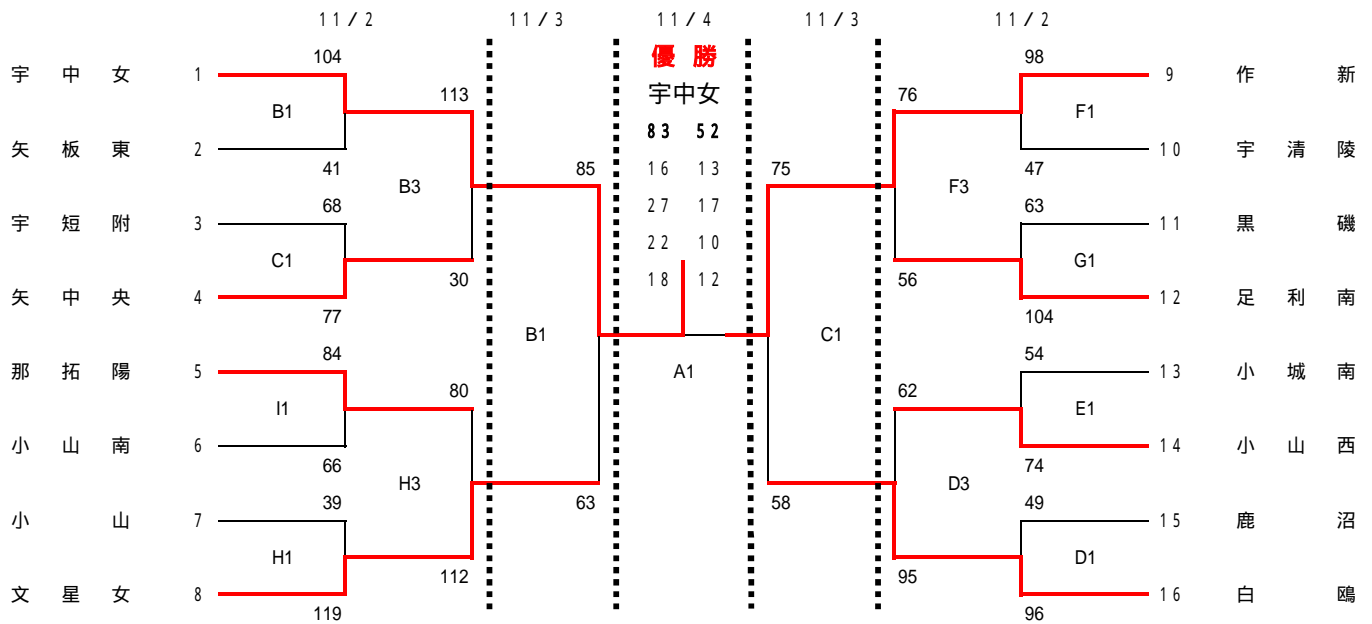 11/2 11/3 11/4 11/3 11/2
優勝
104 98
宇中女 1 9 作新
宇中女
113 76
B1 F1
83 52
矢板東 2 10 宇清陵
41 85 16 13 75 47
B3 F3
68 27 17 63
宇短附 3 11 黒磯
22 10
C1 G1
30 18 12 56
矢中央 4 12 足利南
77 104
B1 C1
84 54
那拓陽 5 A1 13 小城南
80 62
I1 E1
小山南 6 14 小山西
66 74
H3 D3
39 63 58 49
小山 7 15 鹿沼
H1 D1
112 95
文星女 8 16 白鴎
119 96